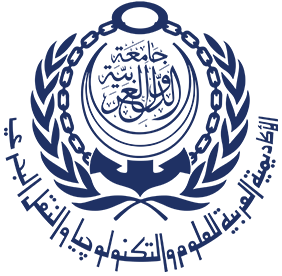 جامعة
الدول العربية
الأكاديمية العربية للعلوم والتكنولوجيا والنقل البحري